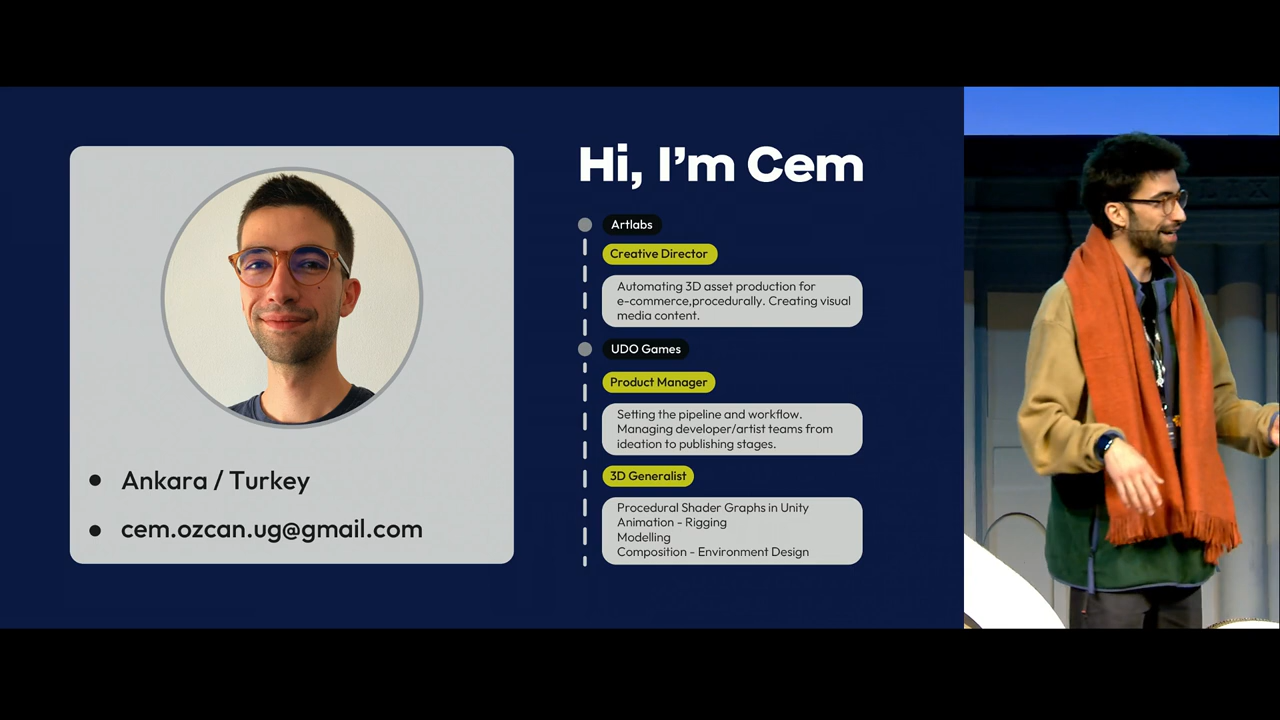 Hi, I'm Cem
Artlabs
Creative Director
Automating 3D asset production for
e-commerce,procedurally. Creating visual
media content.
UDO Games
Product Manager
Setting the pipeline and workflow.
Managing developer/artist teams from
ideation to publishing stages.
3D Generalist
Procedural Shader Graphs in Unity
Animation - Rigging
Modelling
Composition - Environment Design
Ankara / Turkey
cem.ozcan.ug@gmail.com